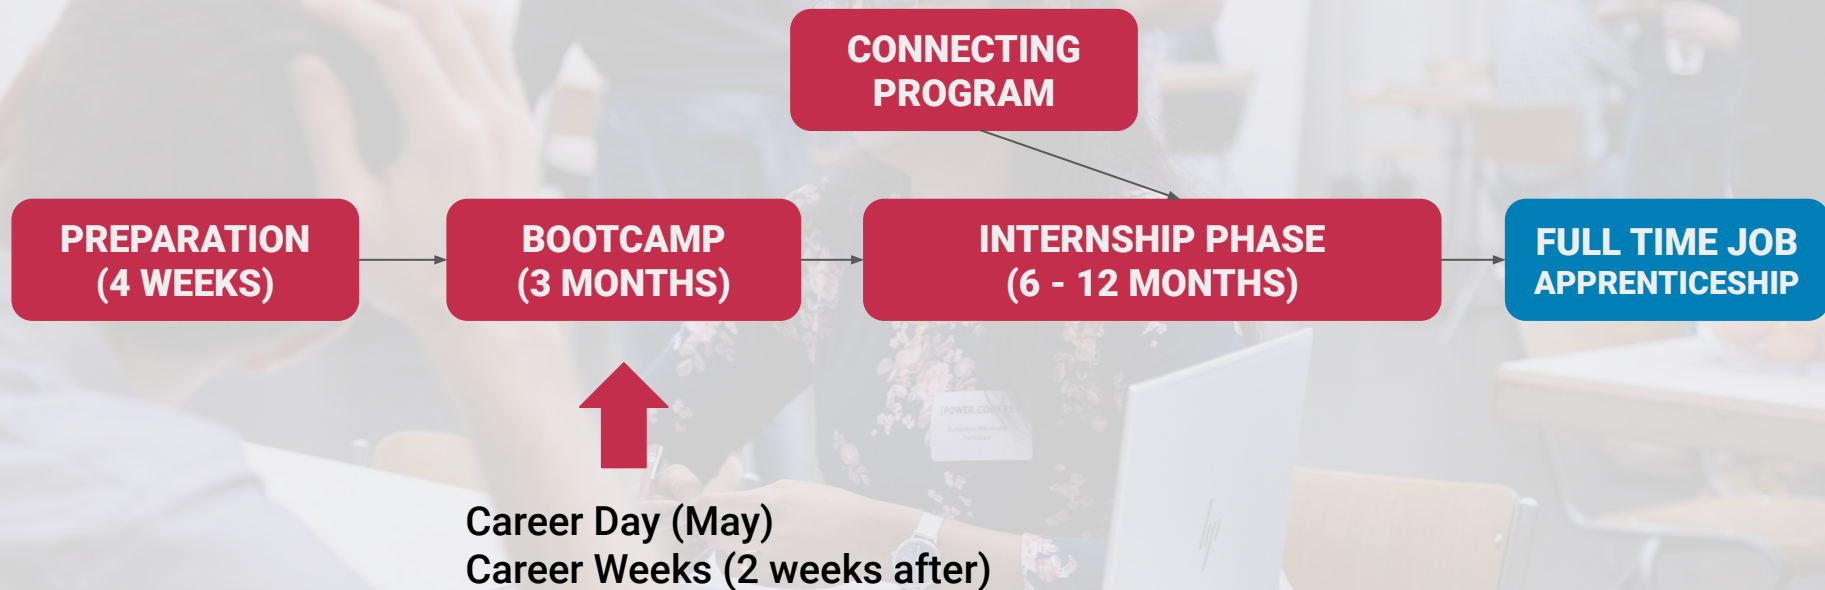 CONNECTING
PROGRAM
PREPARATION
(4 WEEKS)
BOOTCAMP
(3 MONTHS)
INTERNSHIP PHASE
(6 - 12 MONTHS)
FULL TIME JOB
APPRENTICESHIP
Career Day (May)
Career Weeks (2 weeks after)